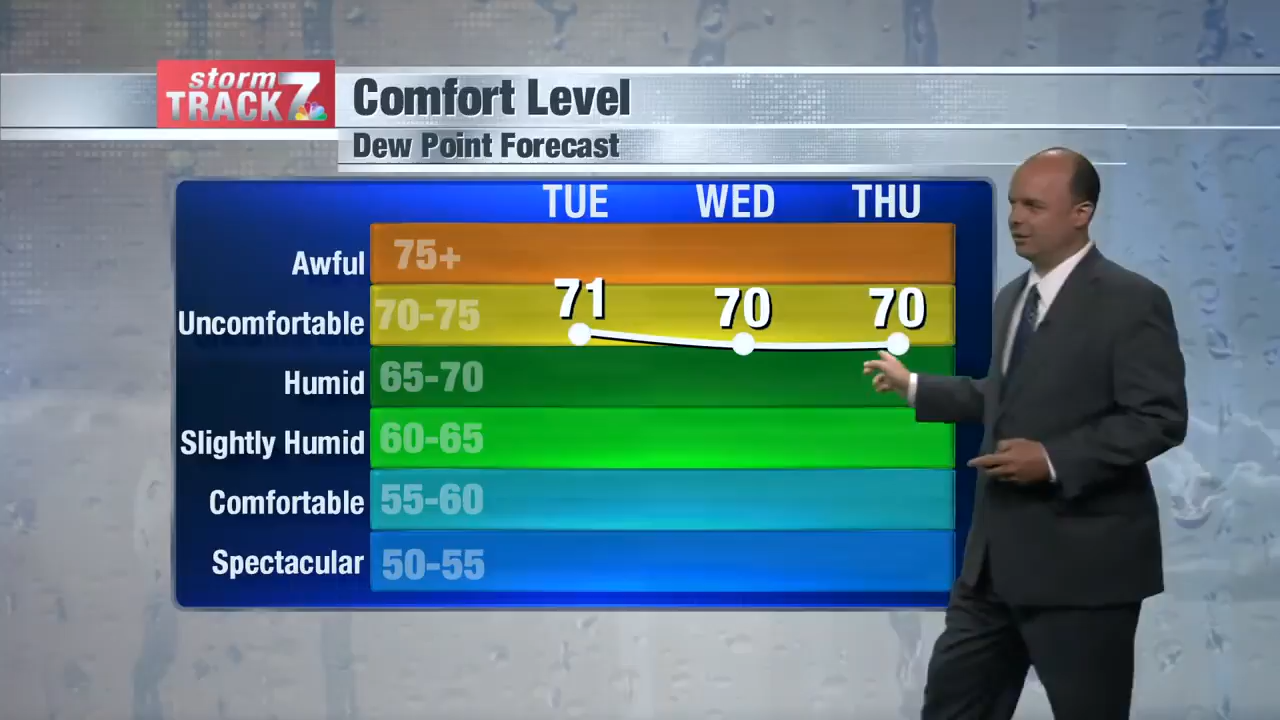 storm
TRACK 7
Comfort Level
Dew Point Forecast
TUE WED THU
Awful 75+
Uncomfortable 70-75 71 70 70
Humid 65-70
Slightly Humid 60-65
Comfortable 55-60
Spectacular 50-55